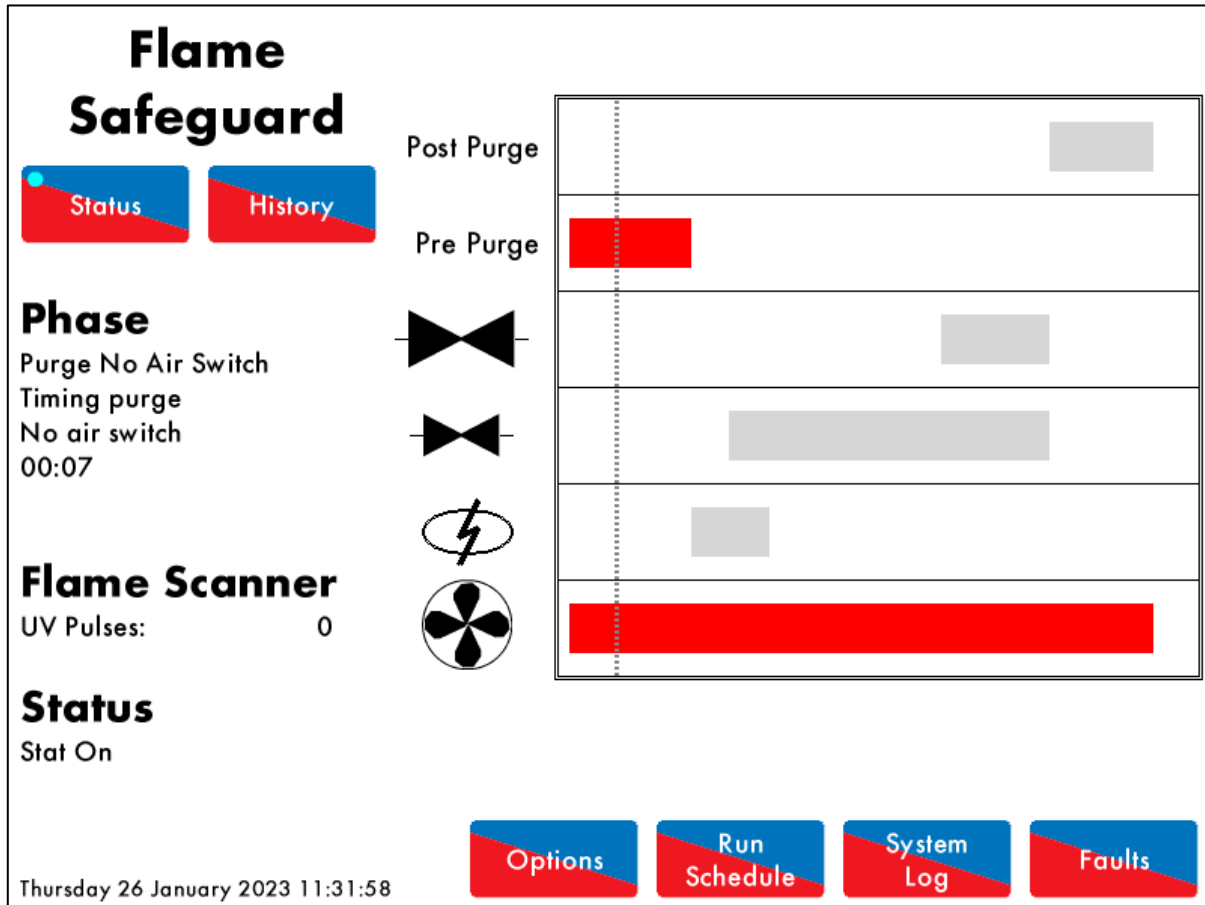 Flame
Safeguard
Status
History
Post Purge
Pre Purge
Phase
Purge No Air Switch
Timing purge
No air switch
00:07
Flame Scanner
UV Pulses: 0
Status
Stat On
Options
Run
Schedule
System
Log
Faults
Thursday 26 January 2023 11:31:58